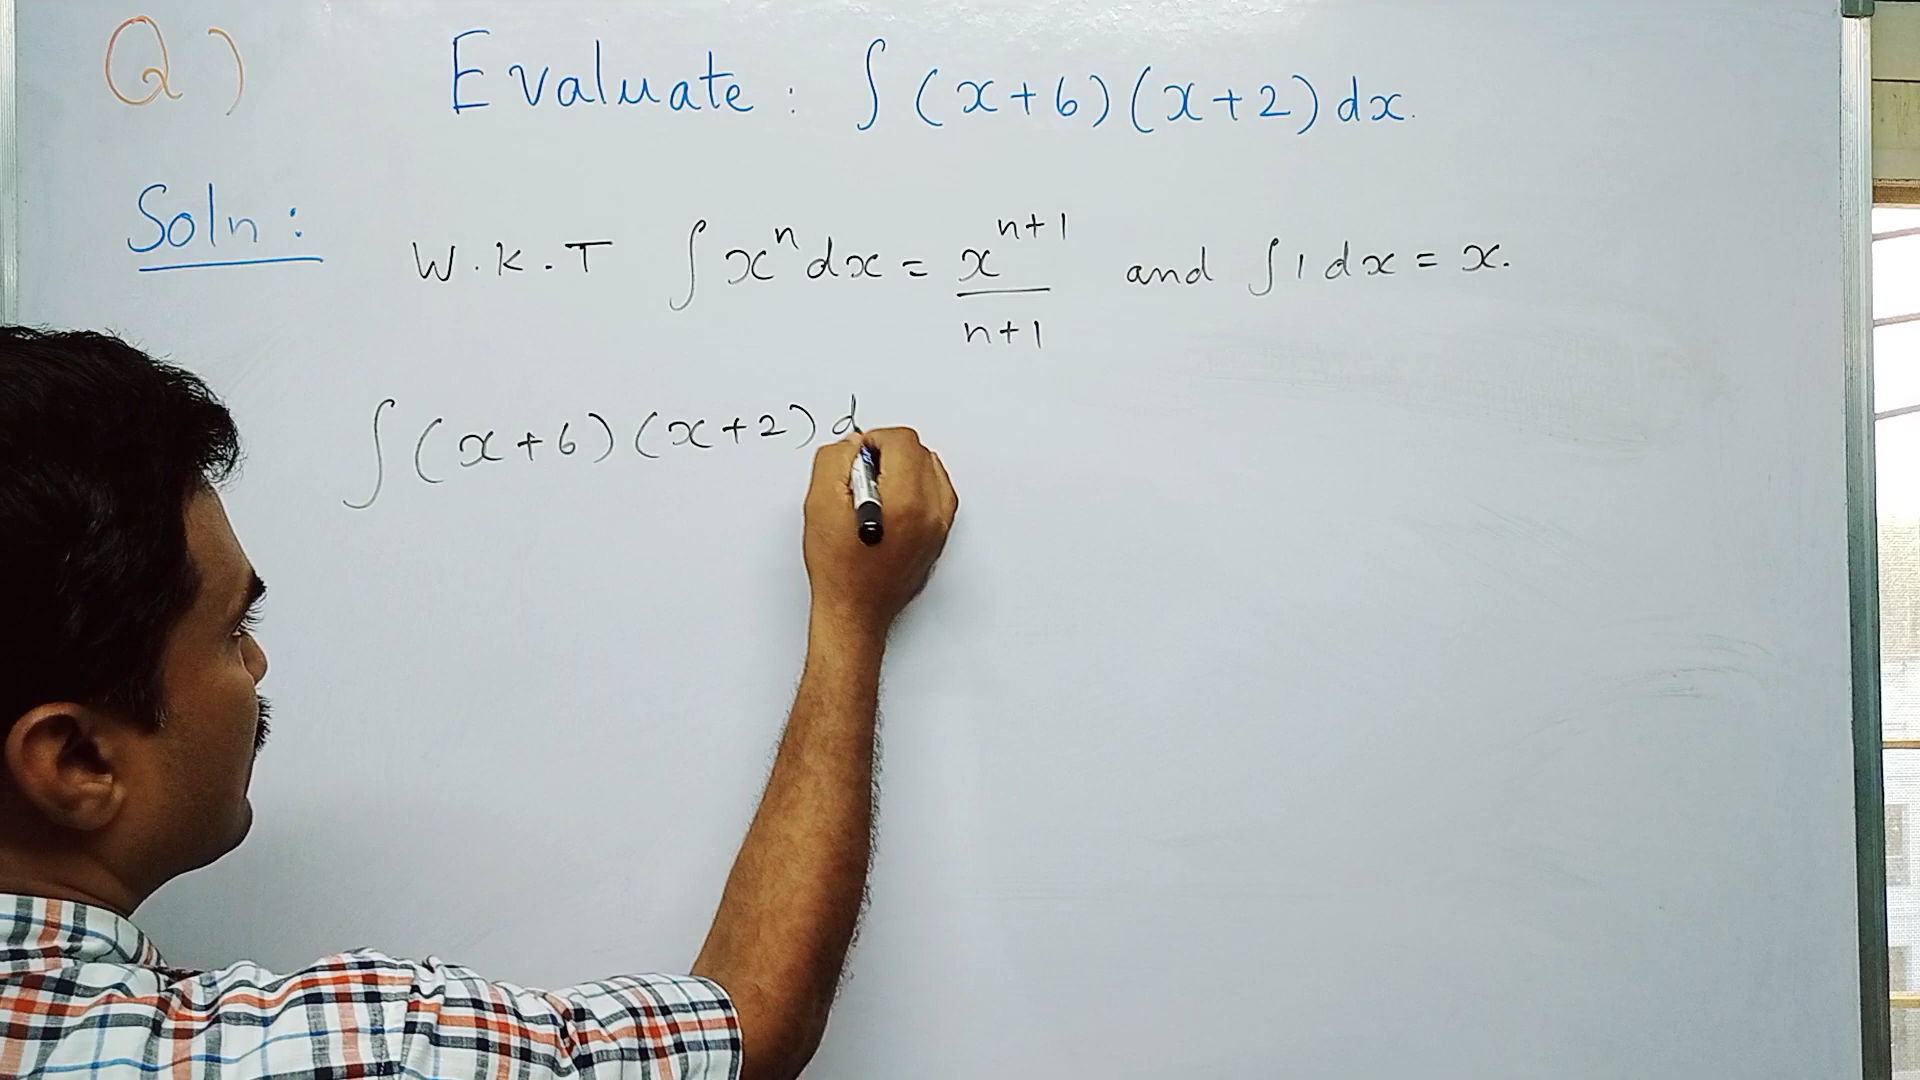 Q) Evaluate : ∫ (x+6)(x+2) dx.
Soln : W.K.T ∫ xⁿ dx = xⁿ⁺¹/n+1 and ∫ 1 dx = x.
∫ (x+6)(x+2) d